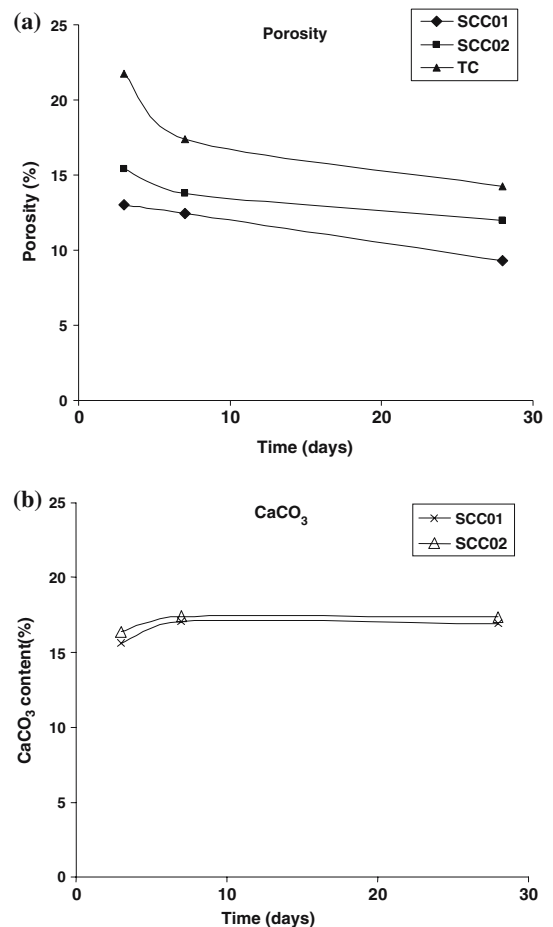 (a)
Porosity
SCC01
SCC02
TC
25
20
15
10
5
0
Porosity (%)
0 10 20 30
Time (days)
(b)
CaCO₃
SCC01
SCC02
25
20
15
10
5
0
CaCO₃ content(%)
0 10 20 30
Time (days)